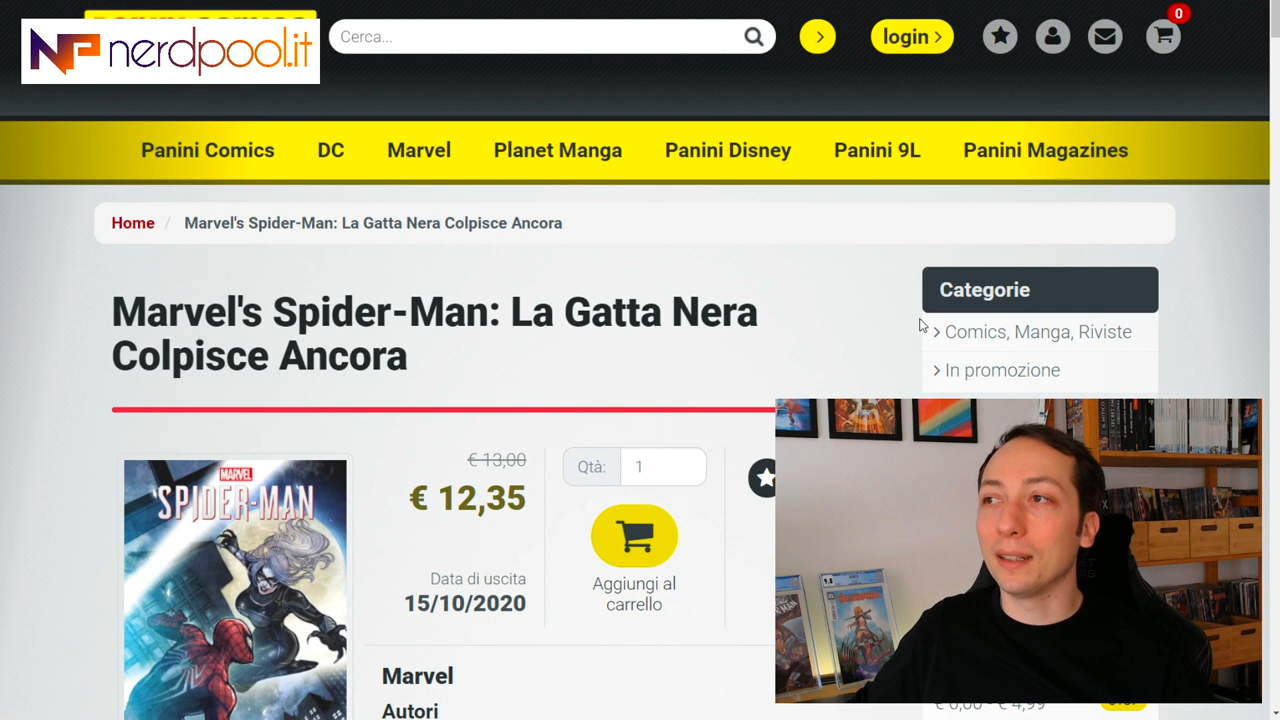 nerdpool.it
Cerca...
login
0
Panini Comics DC Marvel Planet Manga Panini Disney Panini 9L Panini Magazines
Home / Marvel's Spider-Man: La Gatta Nera Colpisce Ancora
Marvel's Spider-Man: La Gatta Nera
Colpisce Ancora
Categorie
Comics, Manga, Riviste
In promozione
€ 13,00
€ 12,35
Qtà: 1
Aggiungi al
carrello
Data di uscita
15/10/2020
MARVEL
SPIDER-MAN
Marvel
Autori